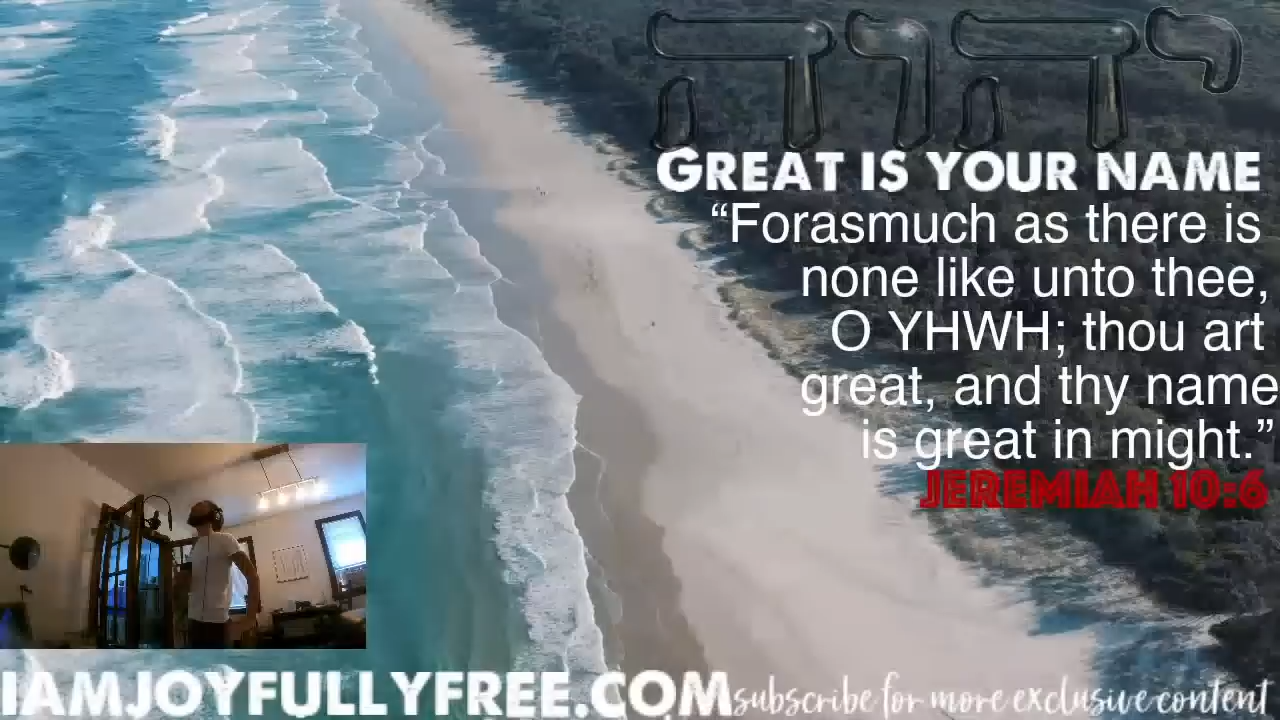 יהוה
GREAT IS YOUR NAME
“Forasmuch as there is
none like unto thee,
O YHWH; thou art
great, and thy name
is great in might.”
JEREMIAH 10:6
IAMJOYFULLYFREE.COM subscribe for more exclusive content